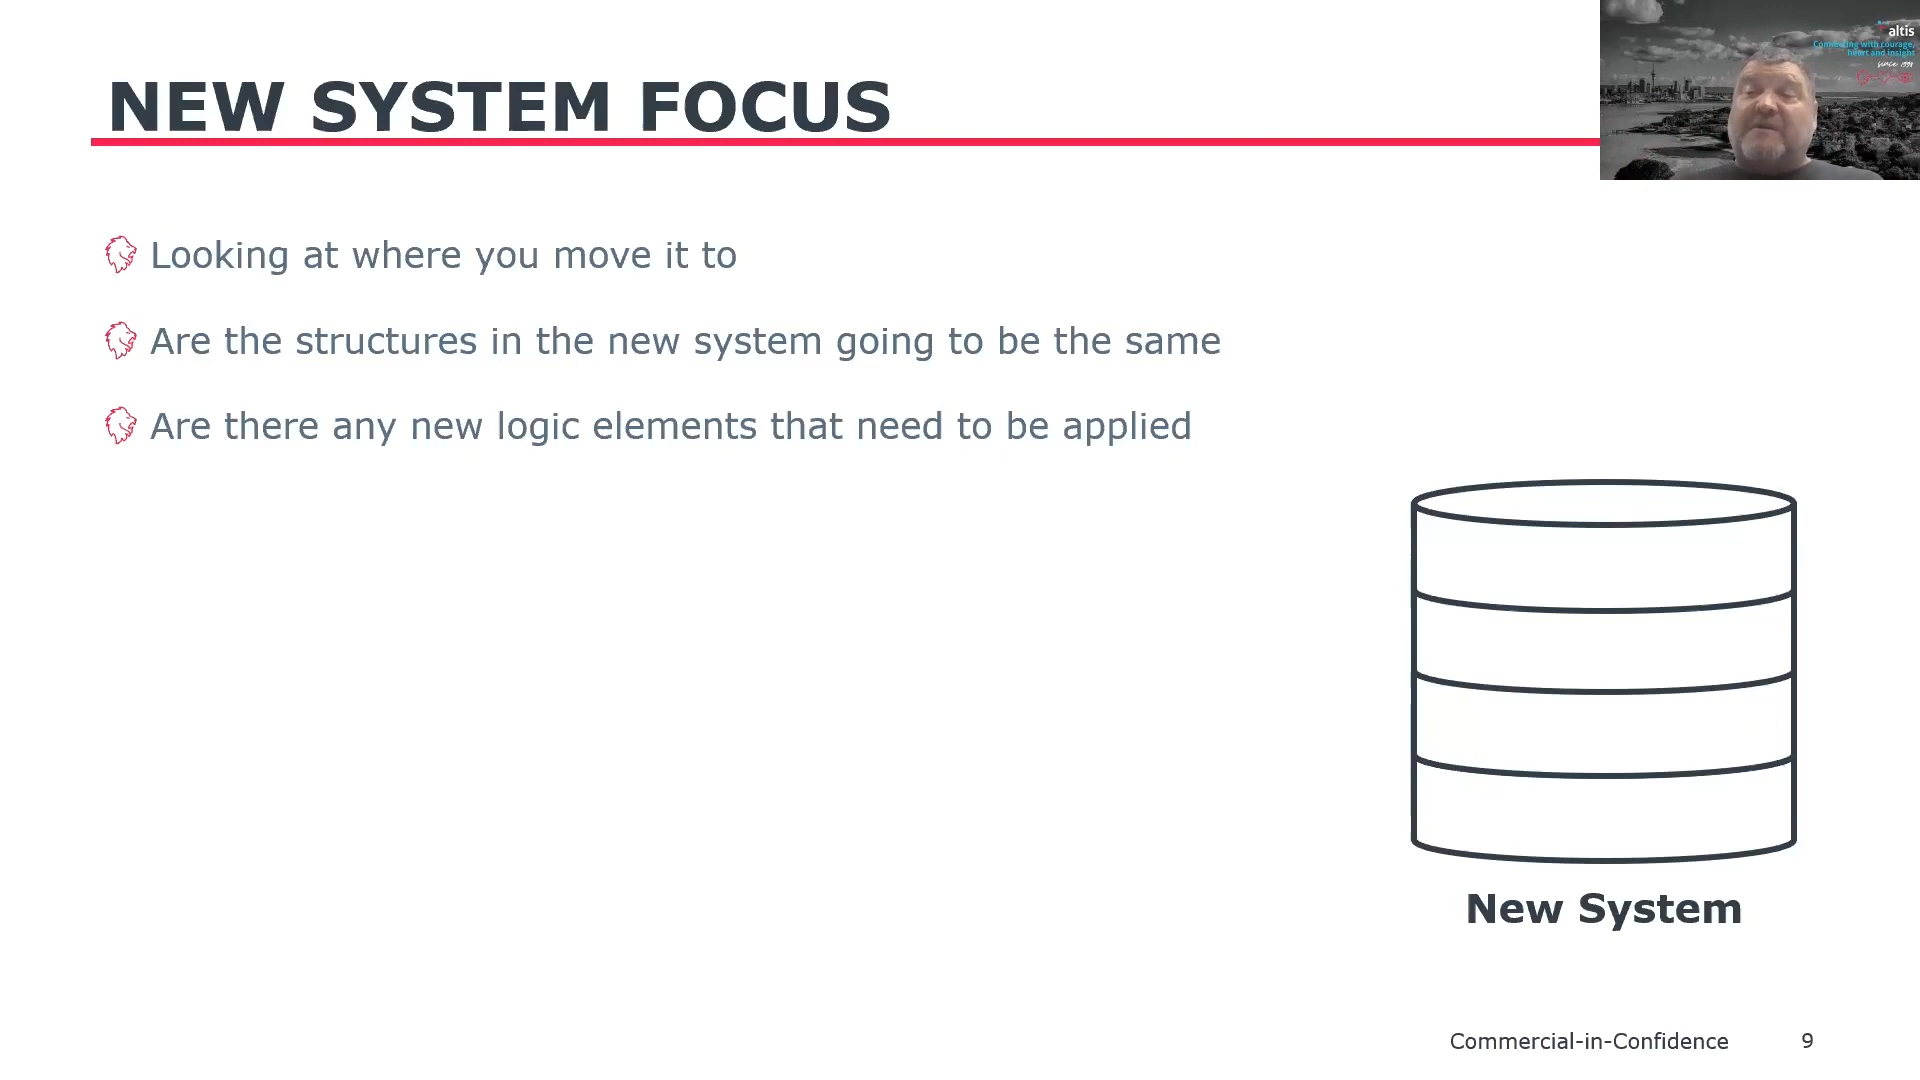 NEW SYSTEM FOCUS
altis
Connecting with courage,
heart and insight
since 1998
Looking at where you move it to
Are the structures in the new system going to be the same
Are there any new logic elements that need to be applied
New System
Commercial-in-Confidence 9